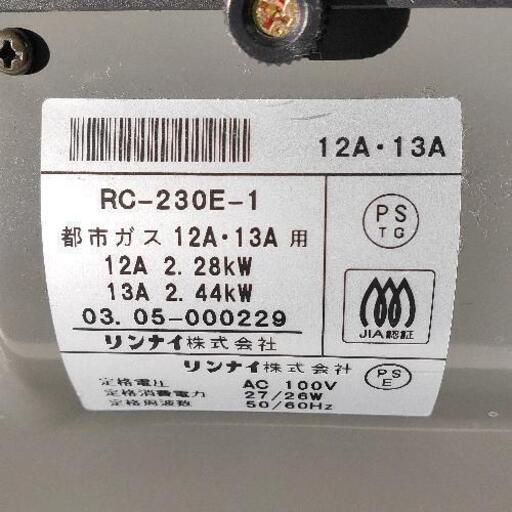 12A・13A
RC-230E-1
都市ガス 12A・13A 用
12A 2.28kW
13A 2.44kW
03. 05-000229
リンナイ株式会社
PS
TG
JIA認証
リンナイ株式会社
定格電圧 AC 100V
定格消費電力 27/26W
定格周波数 50/60Hz
PS
E